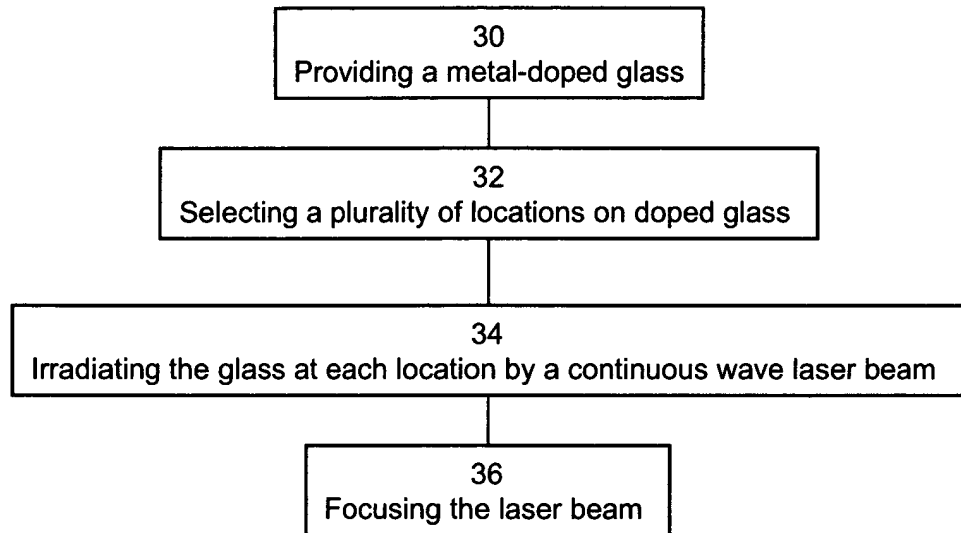 30
Providing a metal-doped glass
32
Selecting a plurality of locations on doped glass
34
Irradiating the glass at each location by a continuous wave laser beam
36
Focusing the laser beam